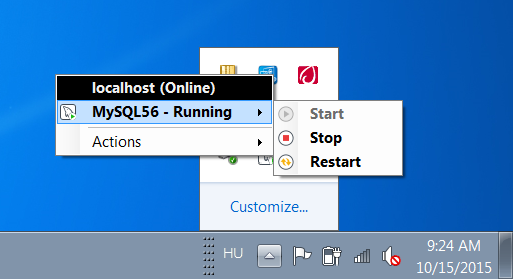 localhost (Online)
MySQL56 - Running
Actions
Start
Stop
Restart
Customize...
HU
9:24 AM
10/15/2015